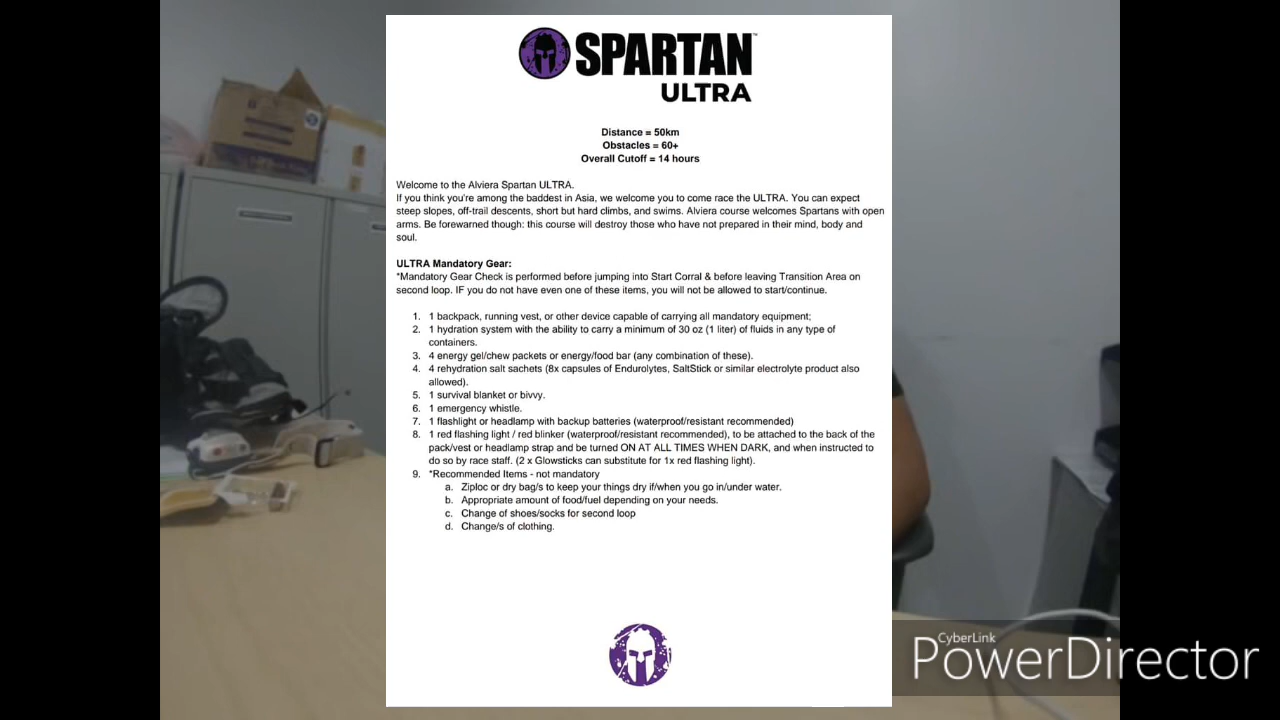 SPARTAN™
ULTRA
Distance = 50km
Obstacles = 60+
Overall Cutoff = 14 hours
Welcome to the Alviera Spartan ULTRA.
If you think you're among the baddest in Asia, we welcome you to come race the ULTRA. You can expect
steep slopes, off-trail descents, short but hard climbs, and swims. Alviera course welcomes Spartans with open
arms. Be forewarned though: this course will destroy those who have not prepared in their mind, body and
soul.
ULTRA Mandatory Gear:
*Mandatory Gear Check is performed before jumping into Start Corral & before leaving Transition Area on
second loop. IF you do not have even one of these items, you will not be allowed to start/continue.
1. 1 backpack, running vest, or other device capable of carrying all mandatory equipment;
2. 1 hydration system with the ability to carry a minimum of 30 oz (1 liter) of fluids in any type of
containers.
3. 4 energy gel/chew packets or energy/food bar (any combination of these).
4. 4 rehydration salt sachets (8x capsules of Endurolytes, SaltStick or similar electrolyte product also
allowed).
5. 1 survival blanket or bivvy.
6. 1 emergency whistle.
7. 1 flashlight or headlamp with backup batteries (waterproof/resistant recommended)
8. 1 red flashing light / red blinker (waterproof/resistant recommended), to be attached to the back of the
pack/vest or headlamp strap and be turned ON AT ALL TIMES WHEN DARK, and when instructed to
do so by race staff. (2 x Glowsticks can substitute for 1x red flashing light).
9. *Recommended Items - not mandatory
a. Ziploc or dry bag/s to keep your things dry if/when you go in/under water.
b. Appropriate amount of food/fuel depending on your needs.
c. Change of shoes/socks for second loop
d. Change/s of clothing.
CyberLink
PowerDirector